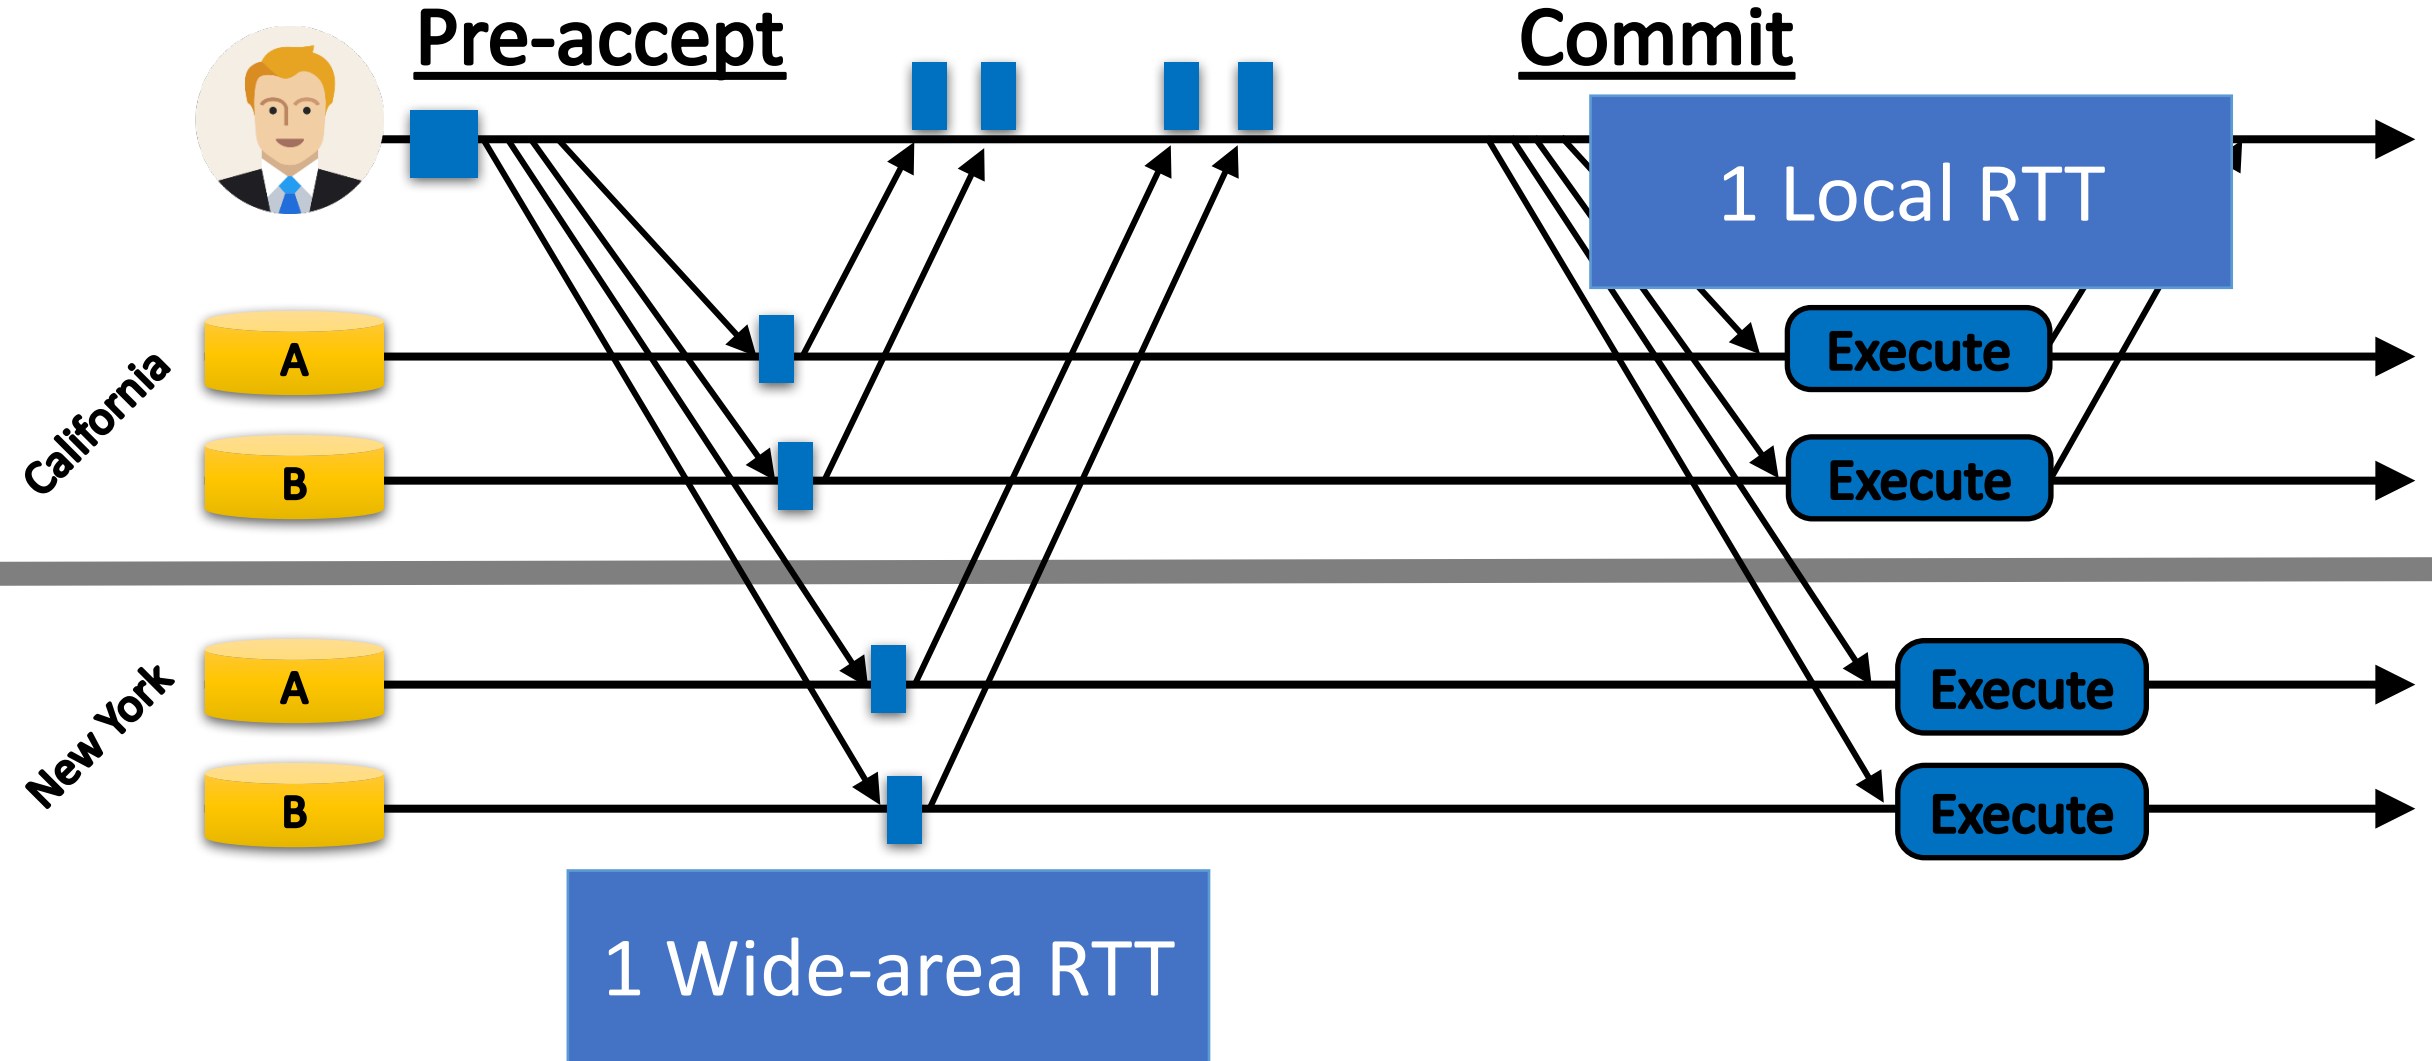 Pre-accept
Commit
1 Local RTT
California
A
Execute
B
Execute
New York
A
Execute
B
Execute
1 Wide-area RTT